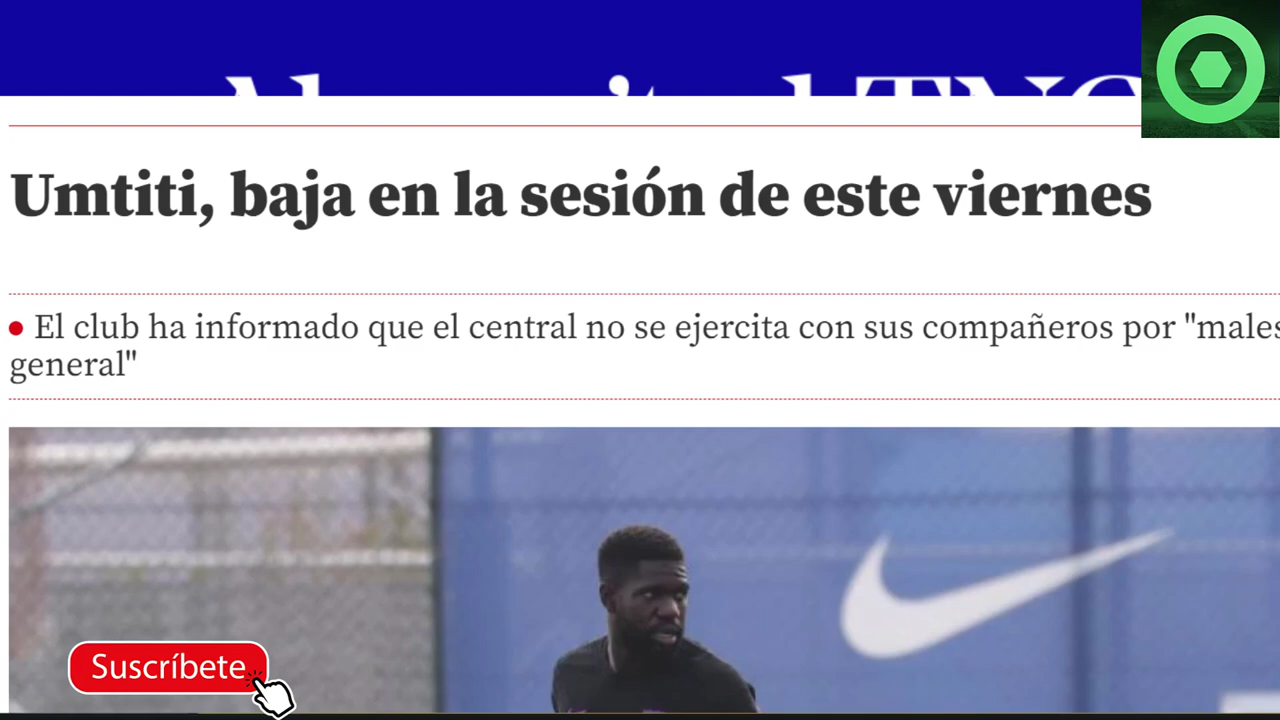 Umtiti, baja en la sesión de este viernes
● El club ha informado que el central no se ejercita con sus compañeros por "males
general"
Suscríbete